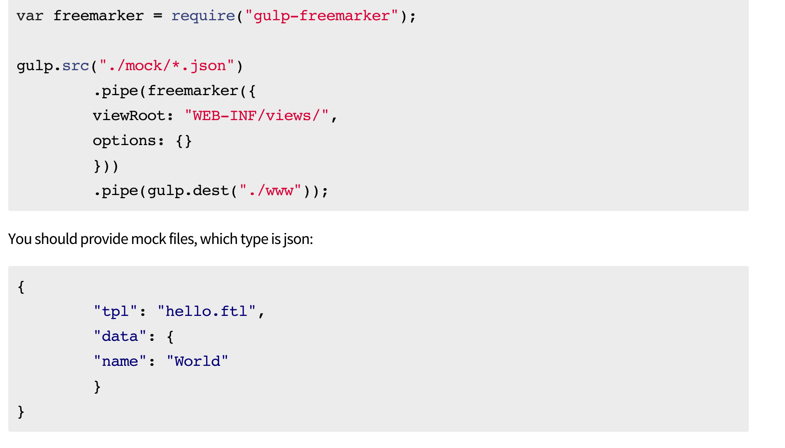 var freemarker = require("gulp-freemarker");
gulp.src("./mock/*.json")
.pipe(freemarker({
viewRoot: "WEB-INF/views/",
options: {}
}))
.pipe(gulp.dest("./www"));
You should provide mock files, which type is json:
{
"tpl": "hello.ftl",
"data": {
"name": "World"
}
}